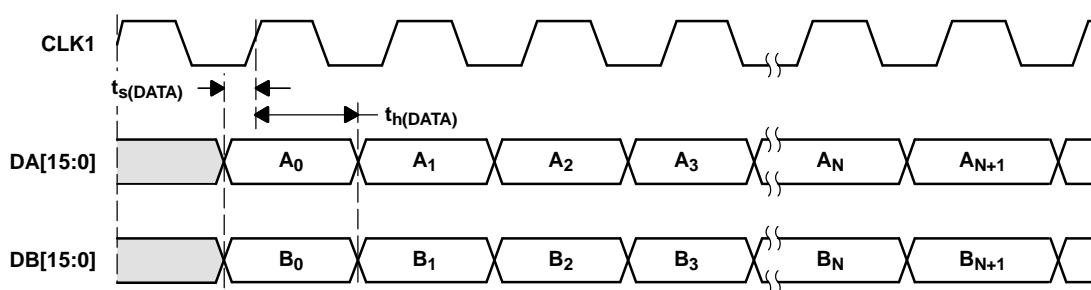 CLK1
ts(DATA)
th(DATA)
DA[15:0] A0 A1 A2 A3 AN AN+1
DB[15:0] B0 B1 B2 B3 BN BN+1